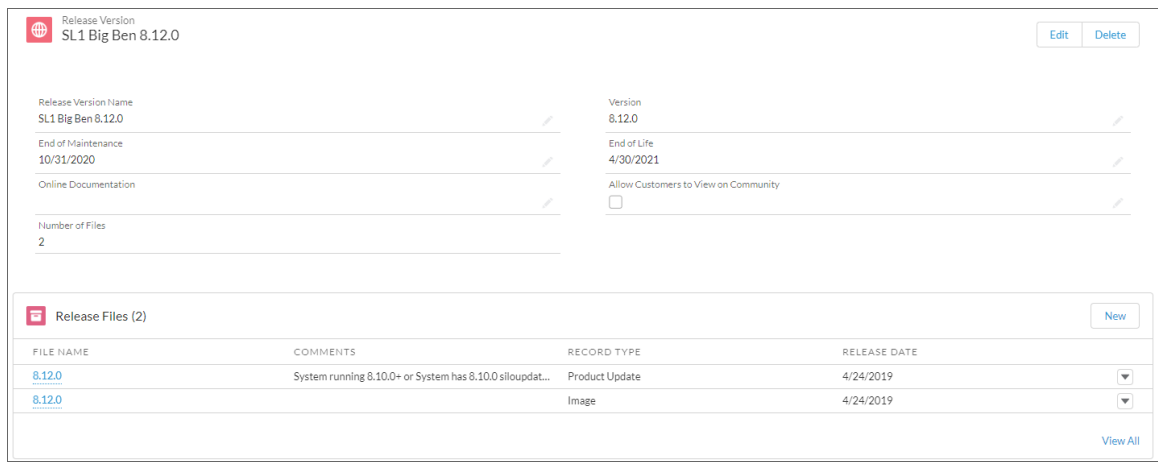 Release Version
SL1 Big Ben 8.12.0
Edit Delete
Release Version Name
SL1 Big Ben 8.12.0
Version
8.12.0
End of Maintenance
10/31/2020
End of Life
4/30/2021
Online Documentation
Allow Customers to View on Community
Number of Files
2
Release Files (2)
New
FILE NAME COMMENTS RECORD TYPE RELEASE DATE
8.12.0 System running 8.10.0+ or System has 8.10.0 siloupdat... Product Update 4/24/2019
8.12.0 Image 4/24/2019
View All